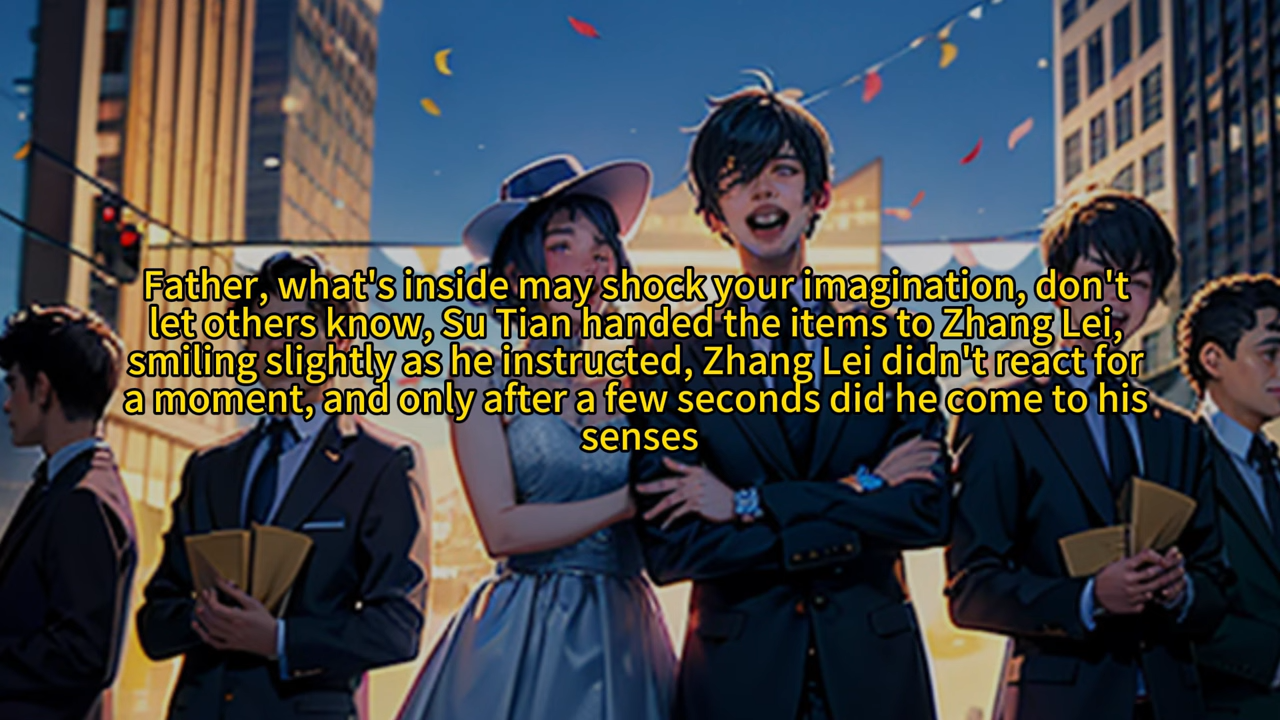 Father, what's inside may shock your imagination, don't
let others know, Su Tian handed the items to Zhang Lei,
smiling slightly as he instructed, Zhang Lei didn't react for
a moment, and only after a few seconds did he come to his
senses